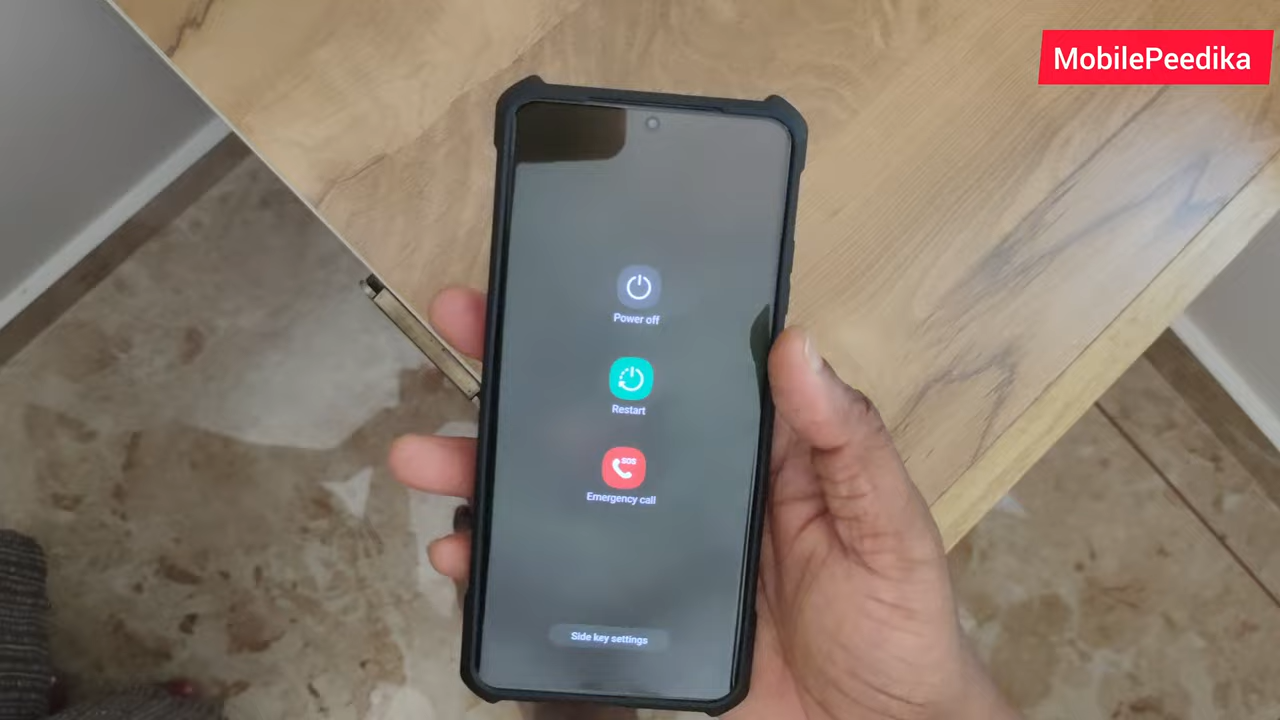 MobilePeedika
Power off
Restart
SOS
Emergency call
Side key settings